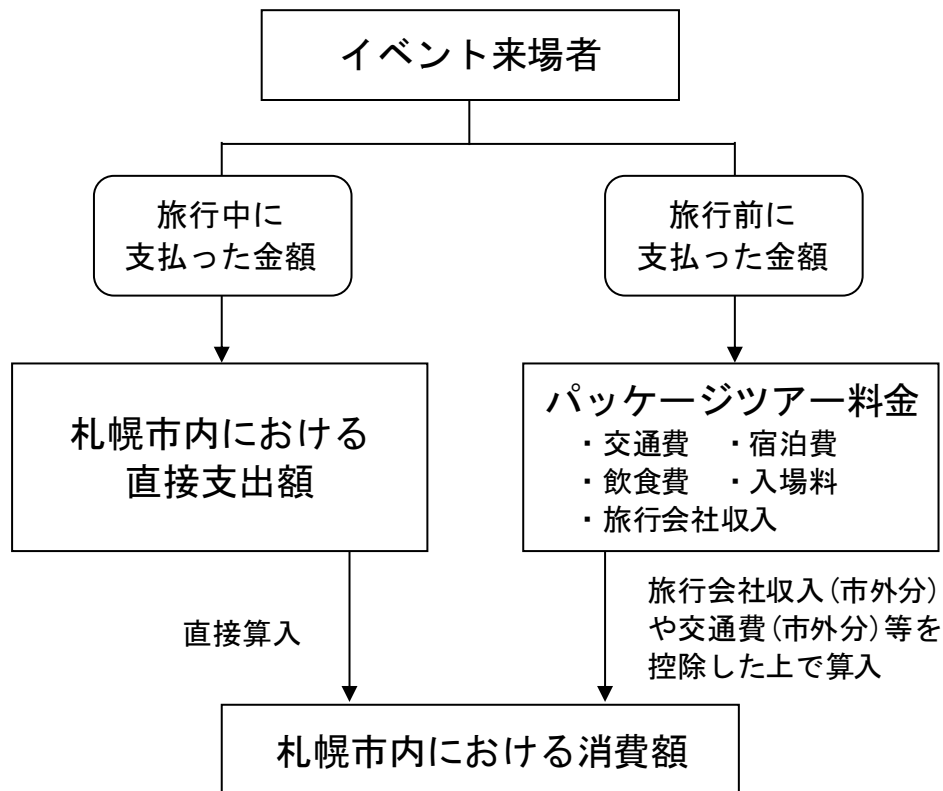 イベント来場者
旅行中に
支払った金額
旅行前に
支払った金額
札幌市内における
直接支出額
パッケージツアー料金
・交通費 ・宿泊費
・飲食費 ・入場料
・旅行会社収入
直接算入
旅行会社収入(市外分)
や交通費(市外分)等を
控除した上で算入
札幌市内における消費額